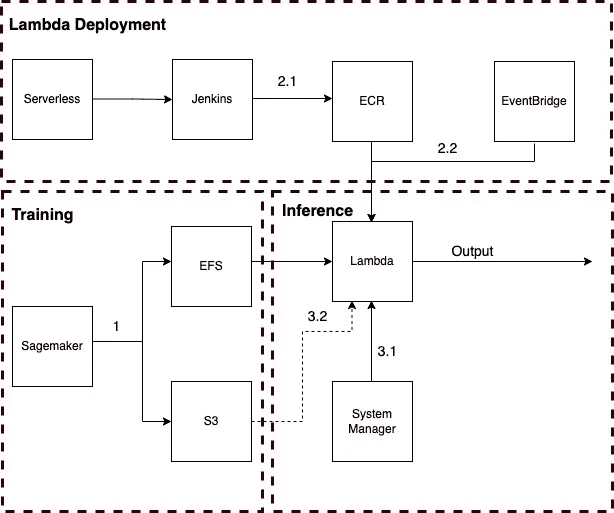 Lambda Deployment
Serverless
Jenkins
2.1
ECR
EventBridge
2.2
Training
Inference
EFS
Lambda
Output
Sagemaker
1
3.2
3.1
S3
System
Manager